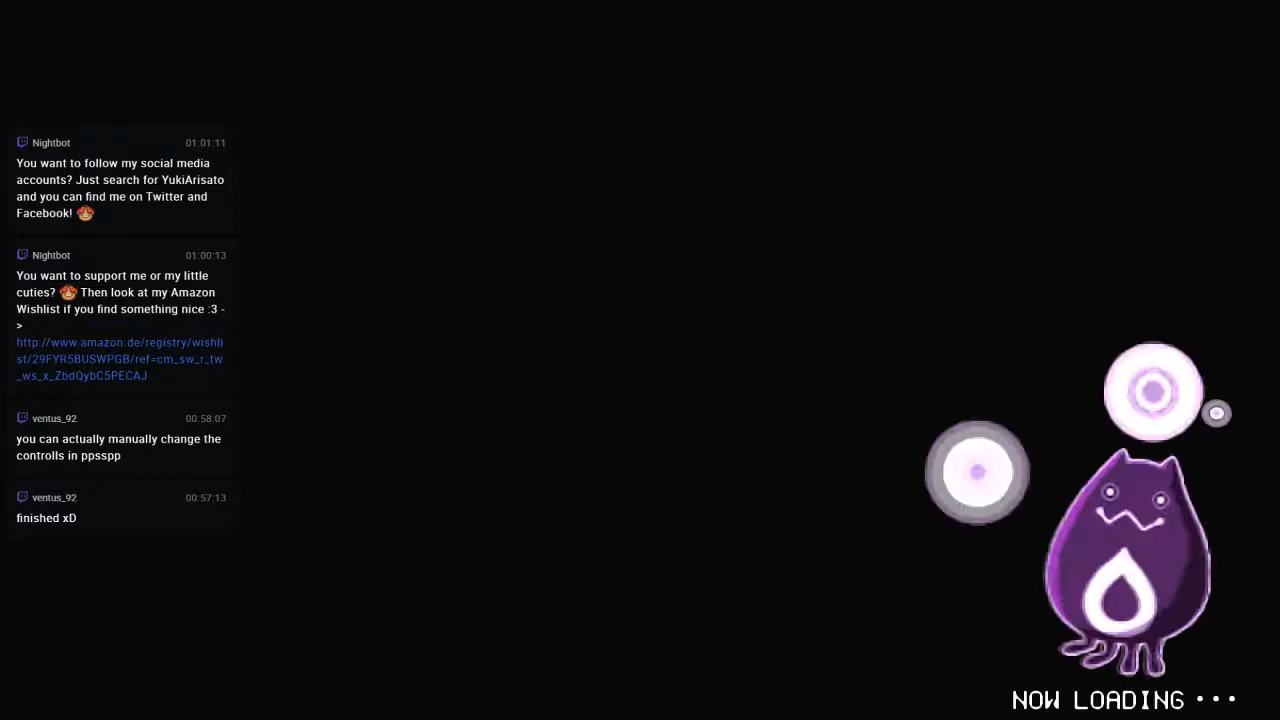 Nightbot 01:01:11
You want to follow my social media
accounts? Just search for YukiArisato
and you can find me on Twitter and
Facebook!
Nightbot 01:00:13
You want to support me or my little
cuties? Then look at my Amazon
Wishlist if you find something nice :3 -
>
http://www.amazon.de/registry/wishli
st/29FYR5BUSWPGB/ref=cm_sw_r_tw
_ws_x_ZbdQybC5PECAJ
ventus_92 00:58:07
you can actually manually change the
controlls in ppsspp
ventus_92 00:57:13
finished xD
NOW LOADING •••